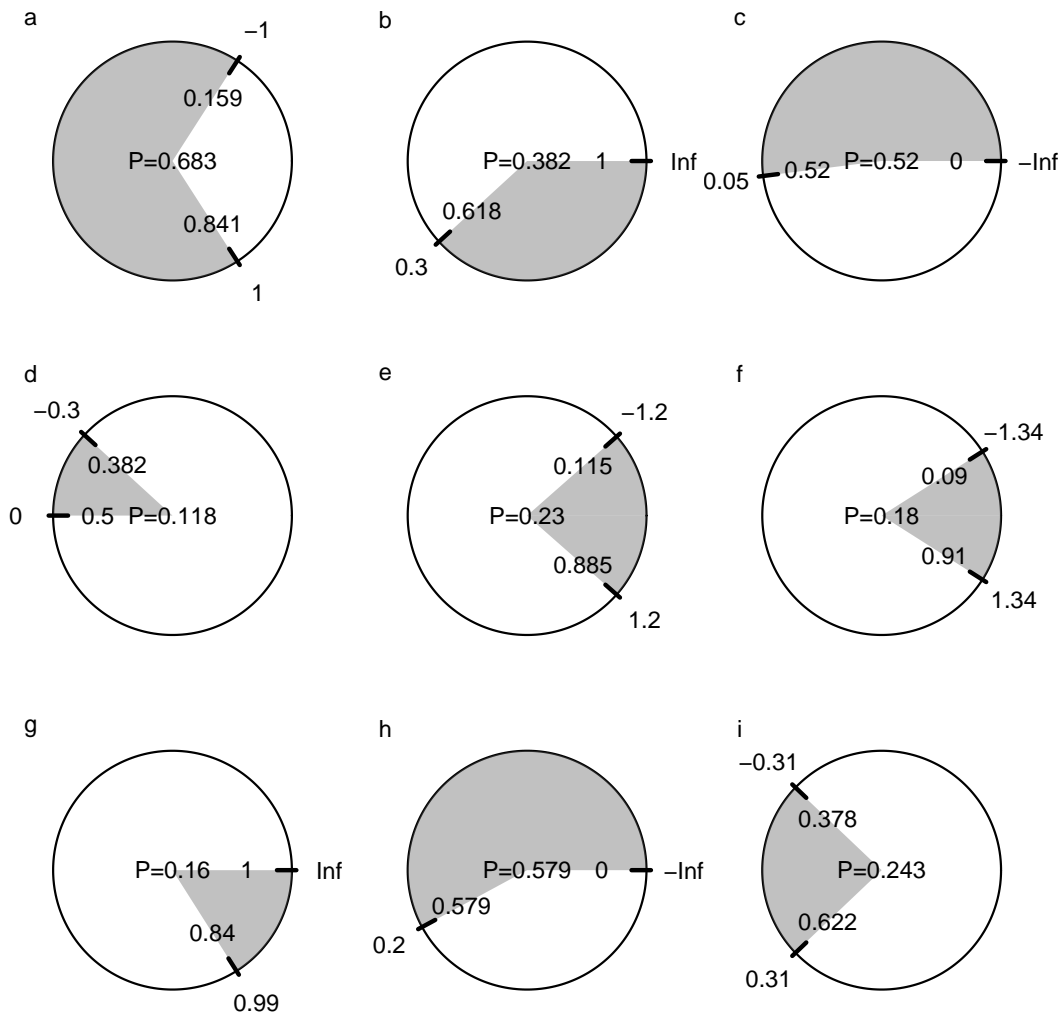 a
−1
0.159
P=0.683
0.841
1
b
P=0.382
1
Inf
0.618
0.3
c
0.05
0.52
P=0.52
0
−Inf
d
−0.3
0.382
0
0.5
P=0.118
e
−1.2
0.115
P=0.23
0.885
1.2
f
−1.34
0.09
P=0.18
0.91
1.34
g
P=0.16
1
Inf
0.84
0.99
h
P=0.579
0
−Inf
0.579
0.2
i
−0.31
0.378
P=0.243
0.622
0.31